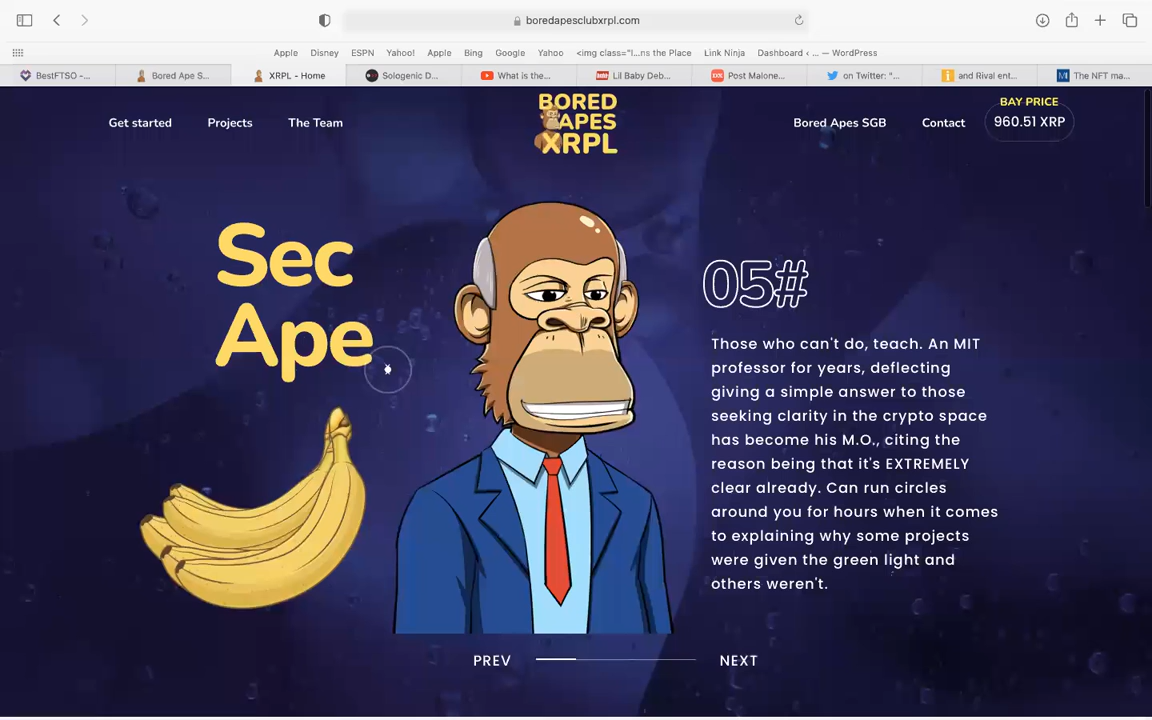 boredapesclubxrpl.com
Apple Disney ESPN Yahoo! Apple Bing Google Yahoo <img class="l...ns the Place Link Ninja Dashboard ‹ ... — WordPress
BestFTSO -... Bored Ape S... XRPL - Home Sologenic D... What is the... Lil Baby Deb... Post Malone... on Twitter: "... and Rival ent... The NFT ma...
Get started Projects The Team
BORED
APES
XRPL
Bored Apes SGB Contact
BAY PRICE
960.51 XRP
Sec
Ape
05#
Those who can't do, teach. An MIT
professor for years, deflecting
giving a simple answer to those
seeking clarity in the crypto space
has become his M.O., citing the
reason being that it's EXTREMELY
clear already. Can run circles
around you for hours when it comes
to explaining why some projects
were given the green light and
others weren't.
PREV NEXT